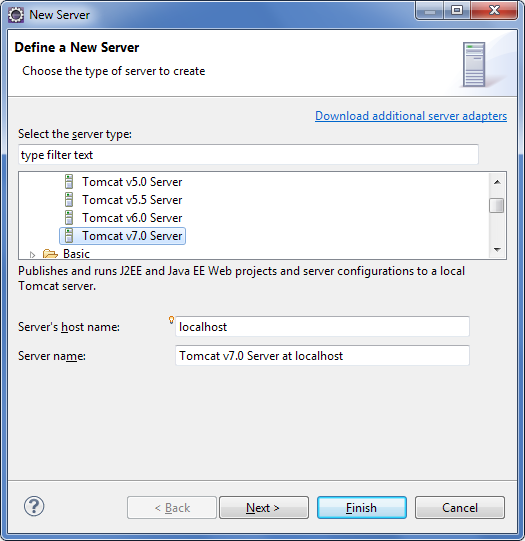 New Server
Define a New Server
Choose the type of server to create
Download additional server adapters
Select the server type:
type filter text
Tomcat v5.0 Server
Tomcat v5.5 Server
Tomcat v6.0 Server
Tomcat v7.0 Server
Basic
Publishes and runs J2EE and Java EE Web projects and server configurations to a local
Tomcat server.
Server's host name: localhost
Server name: Tomcat v7.0 Server at localhost
? < Back Next > Finish Cancel